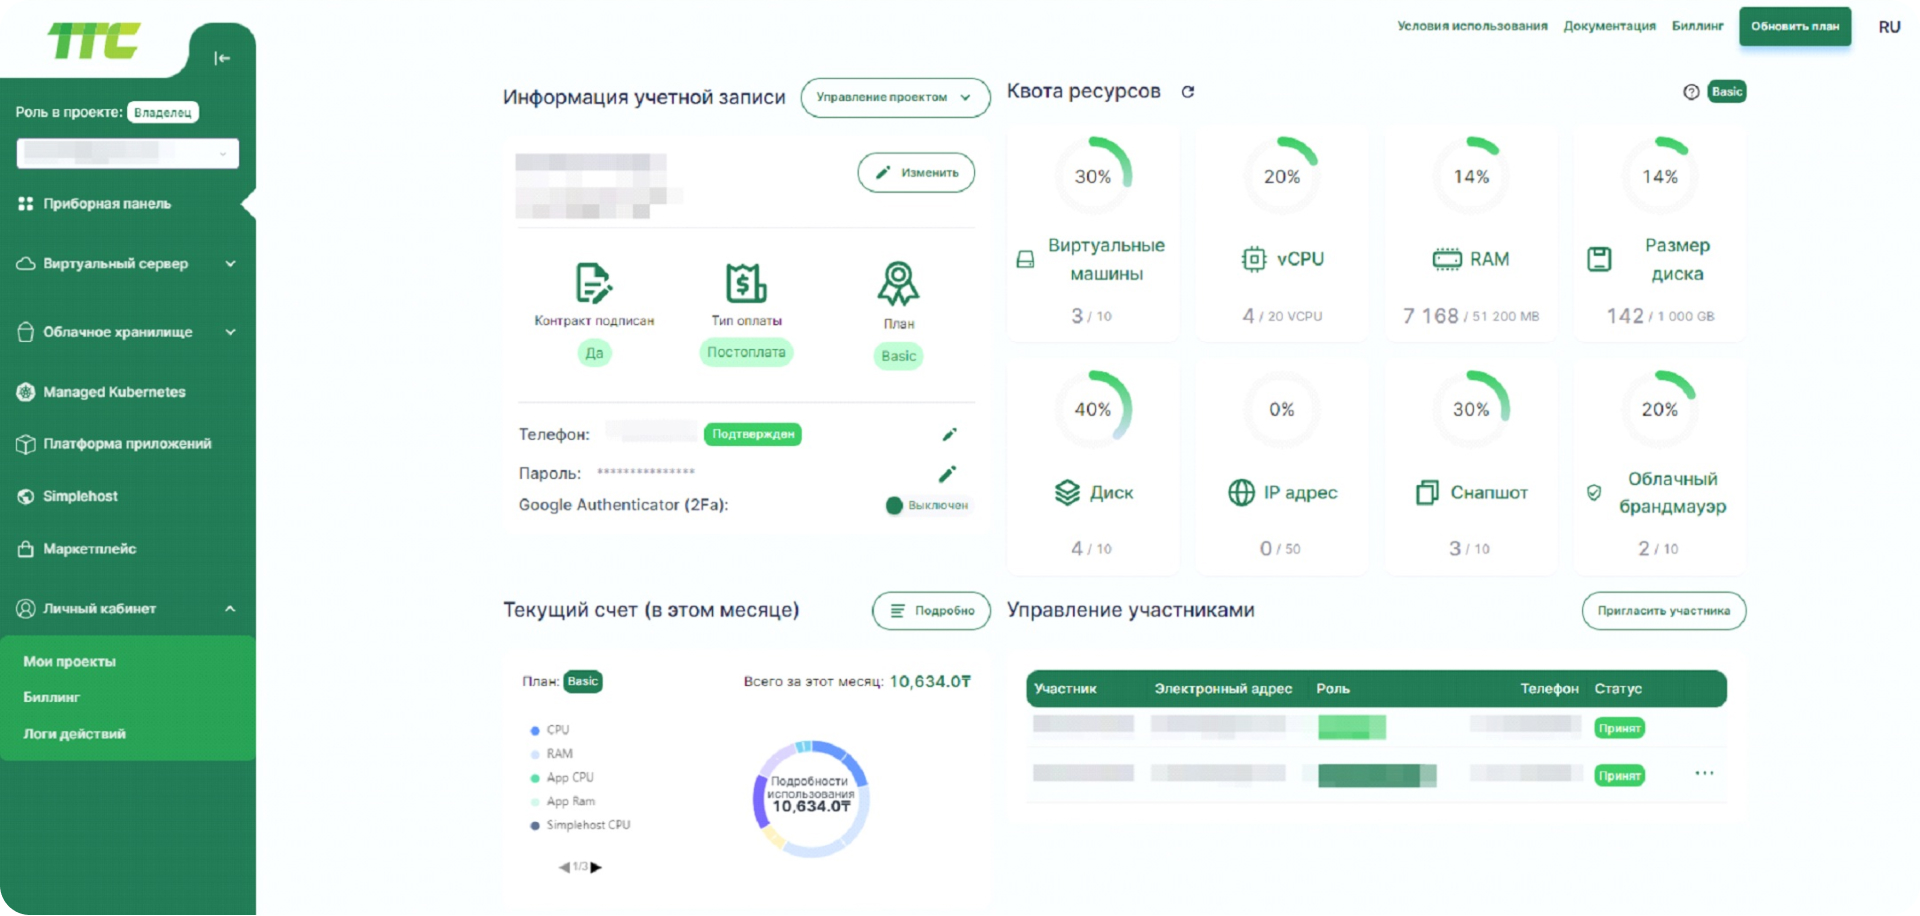 ТТС
Условия использования
Документация
Биллинг
Обновить план
RU
Роль в проекте: Владелец
Приборная панель
Виртуальный сервер
Облачное хранилище
Managed Kubernetes
Платформа приложений
Simplehost
Маркетплейс
Личный кабинет
Мои проекты
Биллинг
Логи действий
Информация учетной записи
Управление проектом
Изменить
Контракт подписан
Да
Тип оплаты
Постоплата
План
Basic
Телефон:
Подтвержден
Пароль: ***************
Google Authenticator (2Fa):
Выключен
Квота ресурсов
Basic
30%
Виртуальные
машины
3 / 10
20%
vCPU
4 / 20 VCPU
14%
RAM
7 168 / 51 200 MB
14%
Размер
диска
142 / 1 000 GB
40%
Диск
4 / 10
0%
IP адрес
0 / 50
30%
Снапшот
3 / 10
20%
Облачный
брандмауэр
2 / 10
Текущий счет (в этом месяце)
Подробно
План: Basic
Всего за этот месяц: 10,634.0₸
CPU
RAM
App CPU
App Ram
Simplehost CPU
1/3
Подробности
использования
10,634.0₸
Управление участниками
Пригласить участника
Участник
Электронный адрес
Роль
Телефон
Статус
Принят
Принят